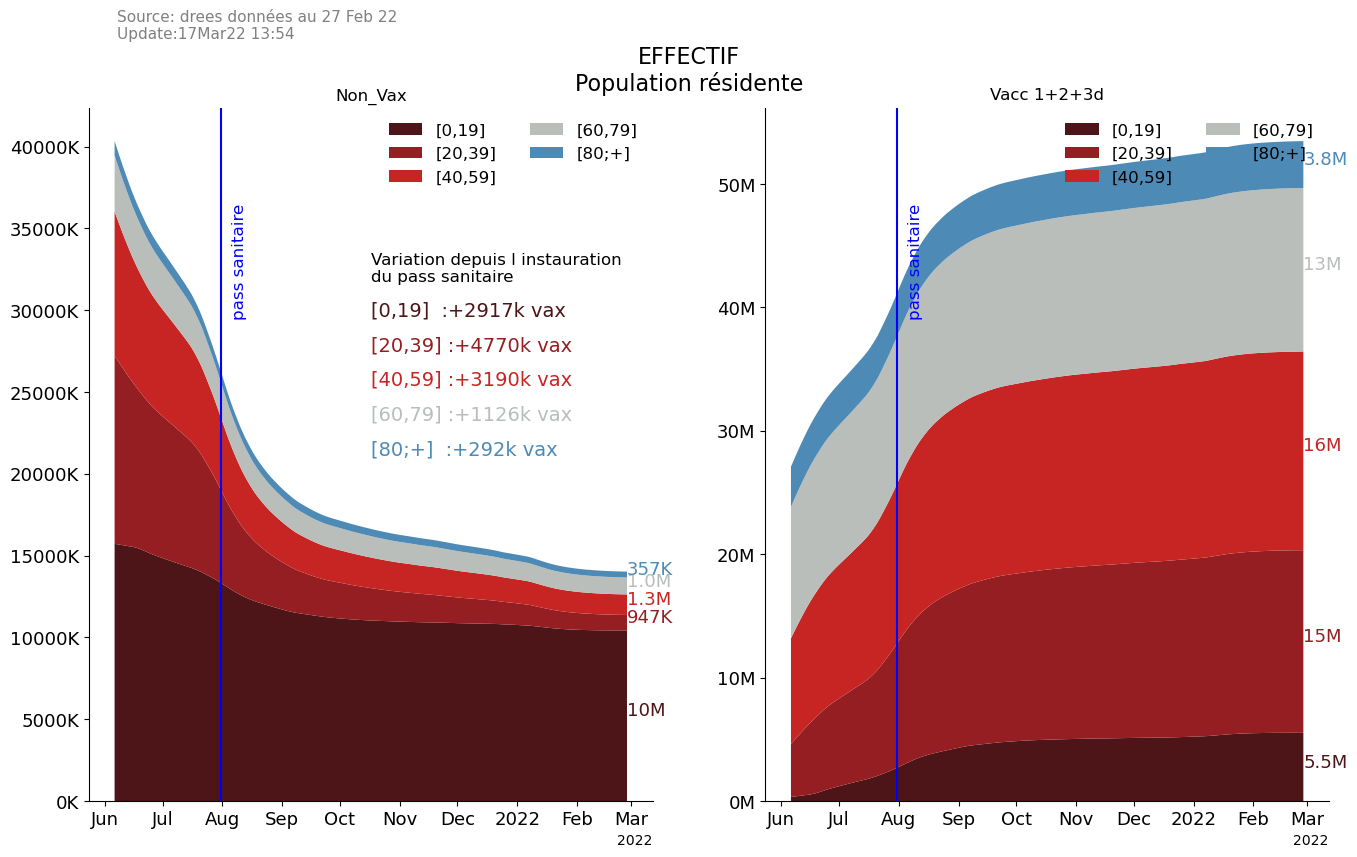 Source: drees données au 27 Feb 22
Update:17Mar22 13:54
EFFECTIF
Population résidente
Non_Vax
[0,19]
[20,39]
[40,59]
[60,79]
[80;+]
40000K
35000K
30000K
25000K
20000K
15000K
10000K
5000K
0K
pass sanitaire
Variation depuis l instauration
du pass sanitaire
[0,19] :+2917k vax
[20,39] :+4770k vax
[40,59] :+3190k vax
[60,79] :+1126k vax
[80;+] :+292k vax
357K
1.0M
1.3M
947K
10M
Jun Jul Aug Sep Oct Nov Dec 2022 Feb Mar
2022
Vacc 1+2+3d
[0,19]
[20,39]
[40,59]
[60,79]
[80;+]
50M
40M
30M
20M
10M
0M
pass sanitaire
3.8M
13M
16M
15M
5.5M
Jun Jul Aug Sep Oct Nov Dec 2022 Feb Mar
2022